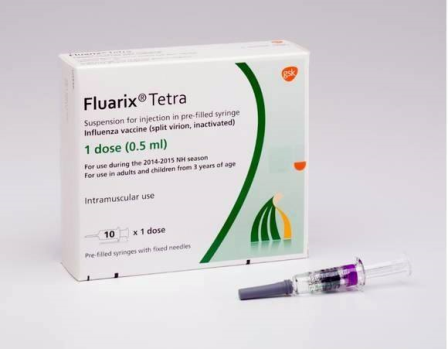 gsk
Fluarix® Tetra
Suspension for injection in pre-filled syringe
Influenza vaccine (split virion, inactivated)
1 dose (0.5 ml)
For use during the 2014-2015 NH season
For use in adults and children from 3 years of age
Intramuscular use
10 x 1 dose
Pre-filled syringes with fixed needles